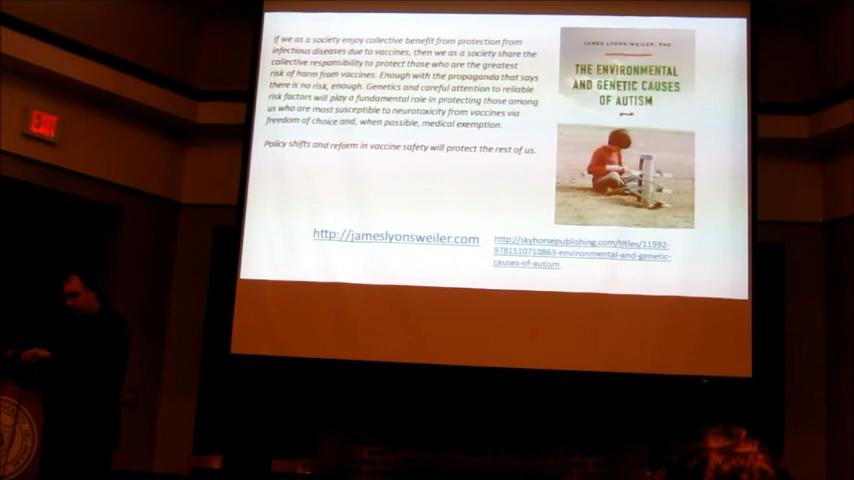 EXIT
If we as a society enjoy collective benefit from protection from
infectious diseases due to vaccines, then we as a society share the
collective responsibility to protect those who are the greatest
risk of harm from vaccines. Enough with the propaganda that says
there is no risk, enough. Genetics and careful attention to reliable
risk factors will play a fundamental role in protecting those among
us who are most susceptible to neurotoxicity from vaccines via
freedom of choice and, when possible, medical exemption.
Policy shifts and reform in vaccine safety will protect the rest of us.
JAMES LYONS-WEILER, PHD
THE ENVIRONMENTAL
AND GENETIC CAUSES
OF AUTISM
http://jameslyonsweiler.com
http://skyhorsepublishing.com/titles/11592-
9781510710863-environmental-and-genetic-
causes-of-autism